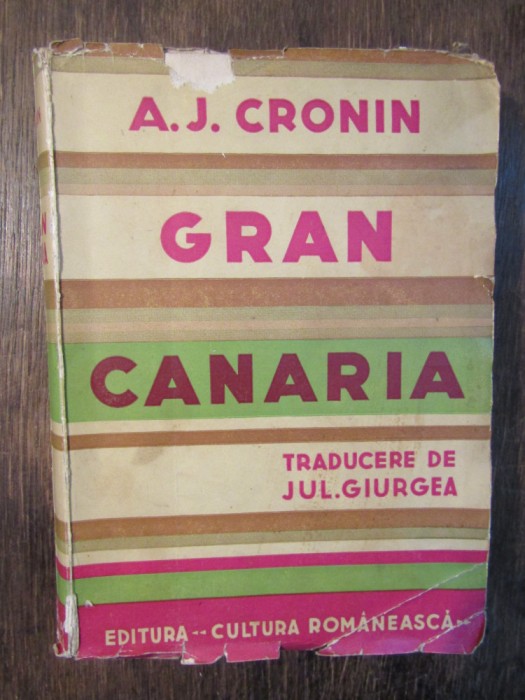 A.J. CRONIN
GRAN
CANARIA
TRADUCERE DE
JUL.GIURGEA
EDITURA -- CULTURA ROMÂNEASCĂ --